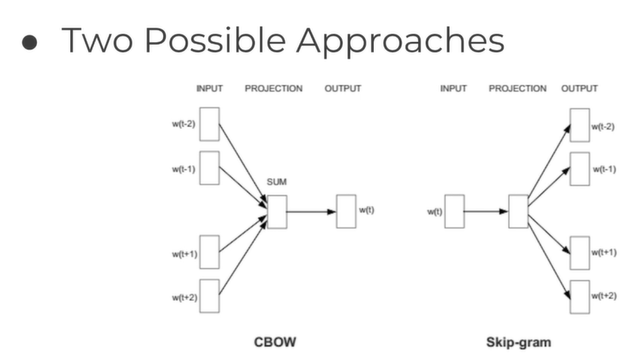 ● Two Possible Approaches
INPUT PROJECTION OUTPUT
w(t-2)
w(t-1)
SUM
w(t)
w(t+1)
w(t+2)
CBOW
INPUT PROJECTION OUTPUT
w(t-2)
w(t-1)
w(t)
w(t+1)
w(t+2)
Skip-gram